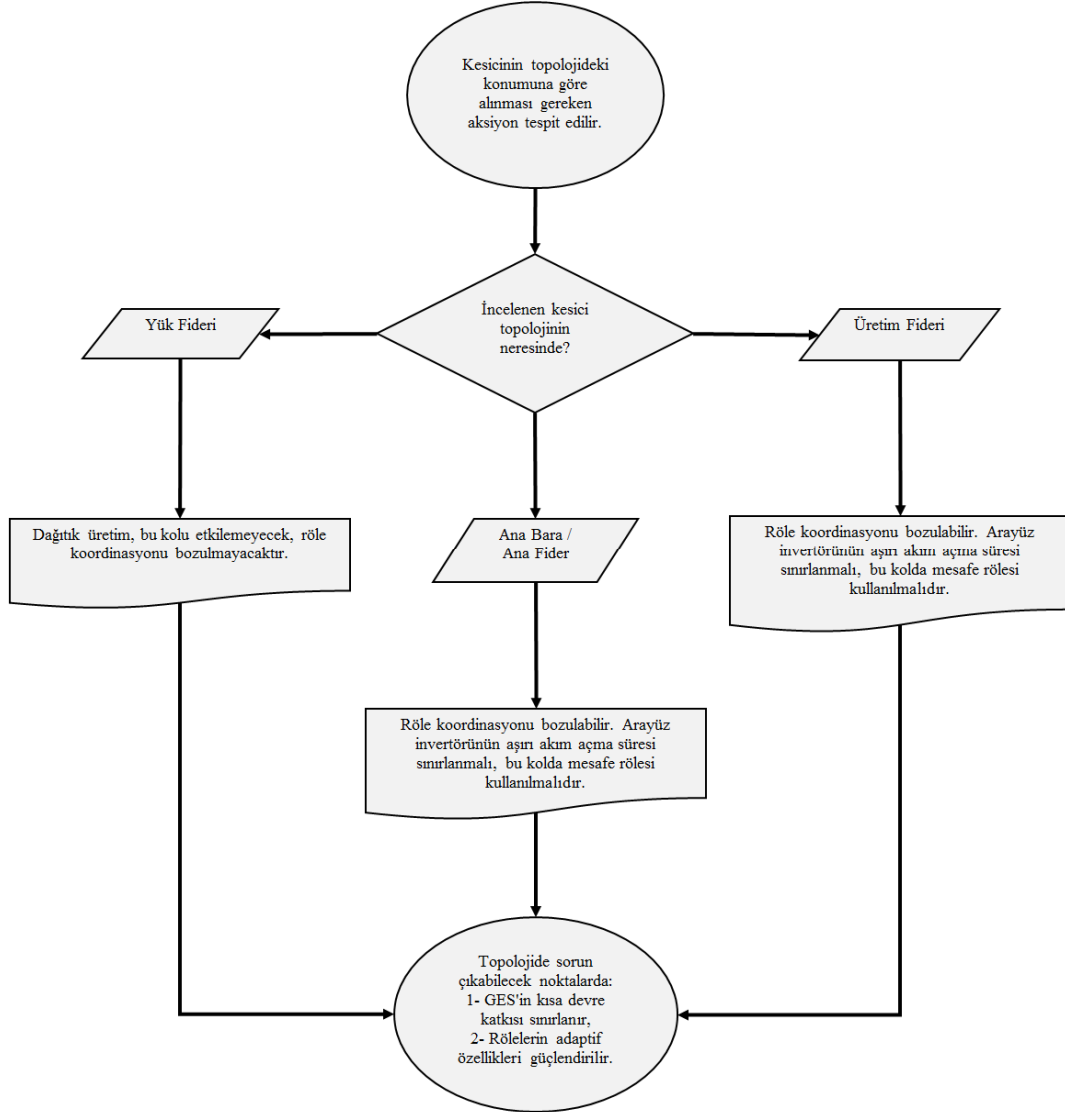 Kesicinin topolojideki
konumuna göre
alınması gereken
aksiyon tespit edilir.
İncelenen kesici
topolojinin
neresinde?
Yük Fideri
Üretim Fideri
Dağıtık üretim, bu kolu etkilemeyecek, röle
koordinasyonu bozulmayacaktır.
Ana Bara /
Ana Fider
Röle koordinasyonu bozulabilir. Arayüz
invertörünün aşırı akım açma süresi
sınırlanmalı, bu kolda mesafe rölesi
kullanılmalıdır.
Röle koordinasyonu bozulabilir. Arayüz
invertörünün aşırı akım açma süresi
sınırlanmalı, bu kolda mesafe rölesi
kullanılmalıdır.
Topolojide sorun
çıkabilecek noktalarda:
1- GES'in kısa devre
katkısı sınırlanır,
2- Rölelerin adaptif
özellikleri güçlendirilir.